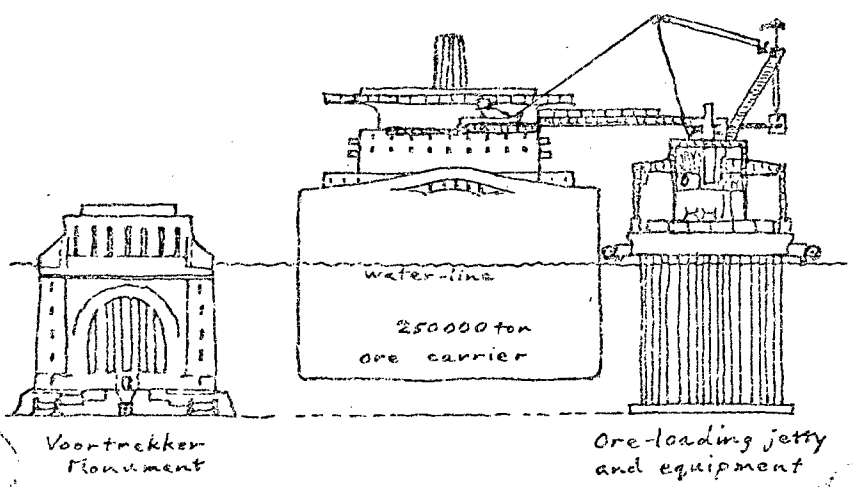 water-line
250000 ton
ore carrier
Voortrekker
Monument
Ore-loading jetty
and equipment